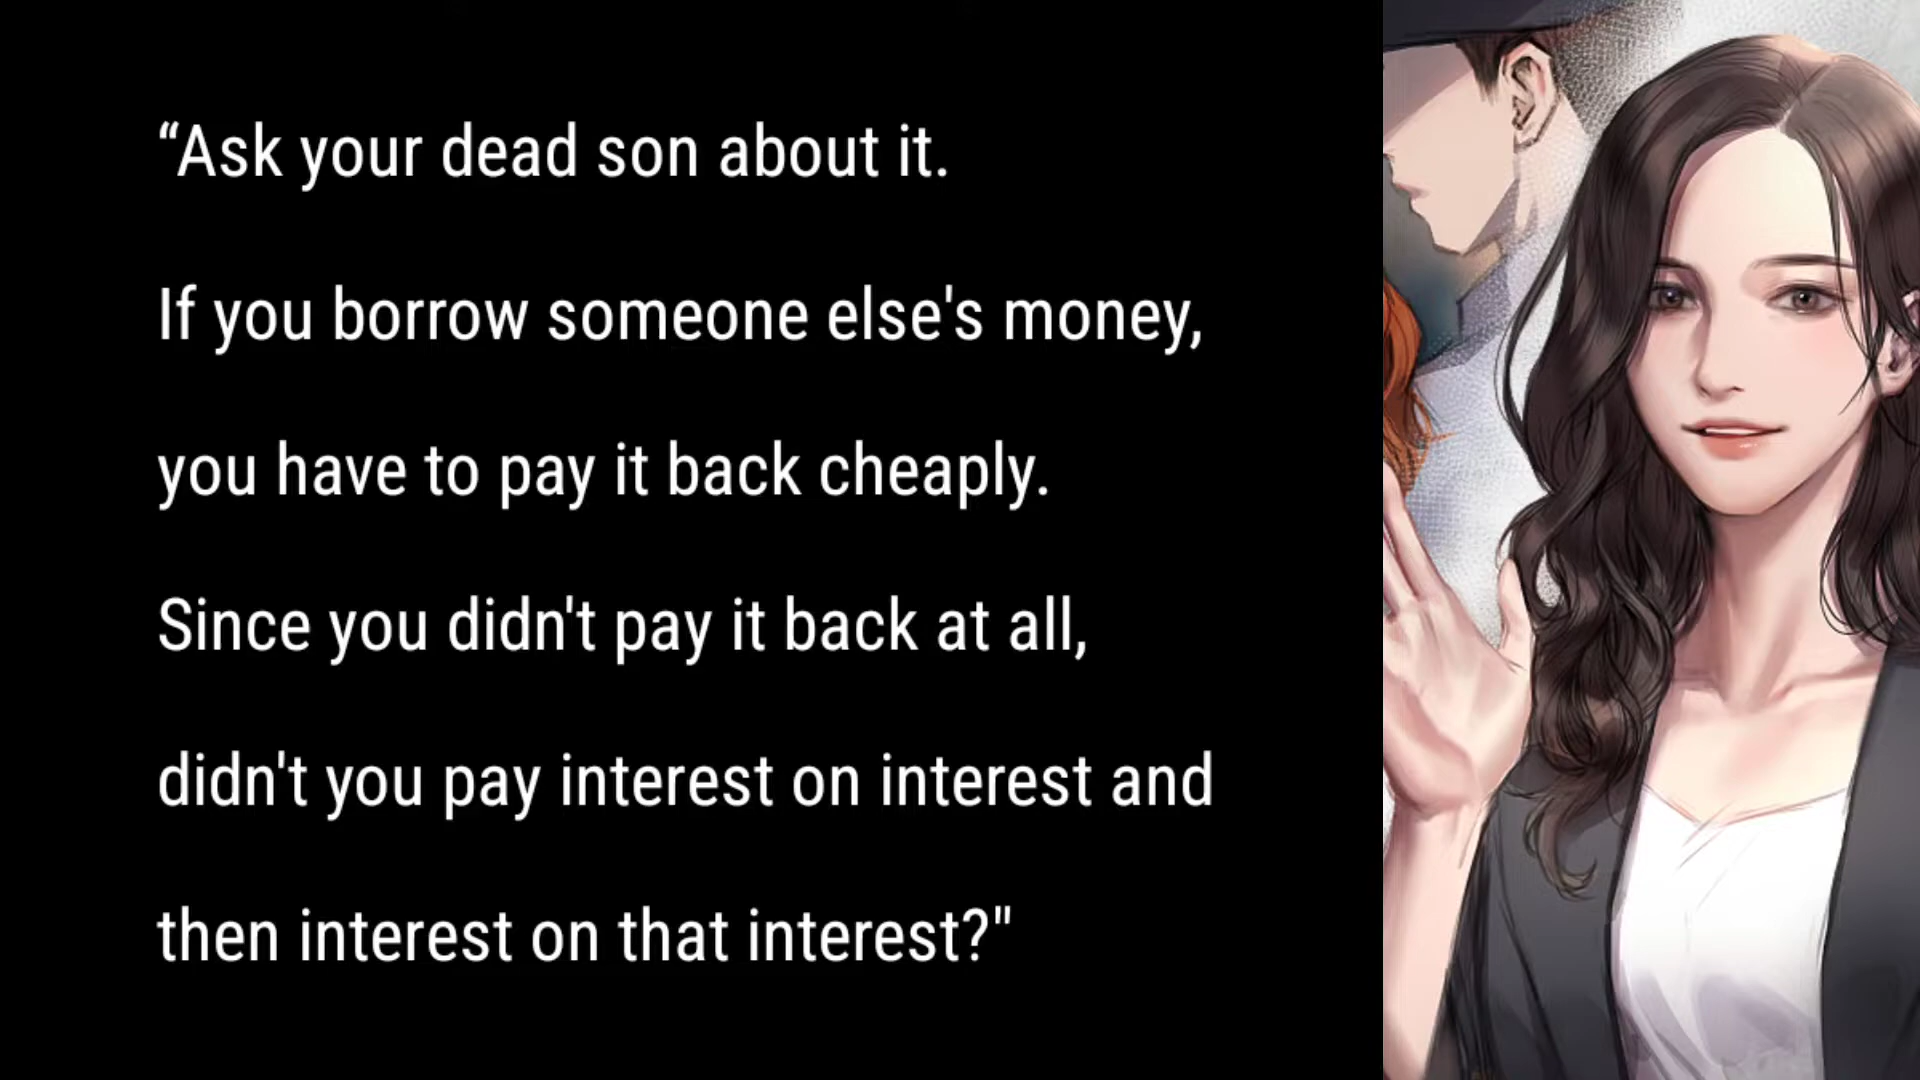 “Ask your dead son about it.
If you borrow someone else's money,
you have to pay it back cheaply.
Since you didn't pay it back at all,
didn't you pay interest on interest and
then interest on that interest?"